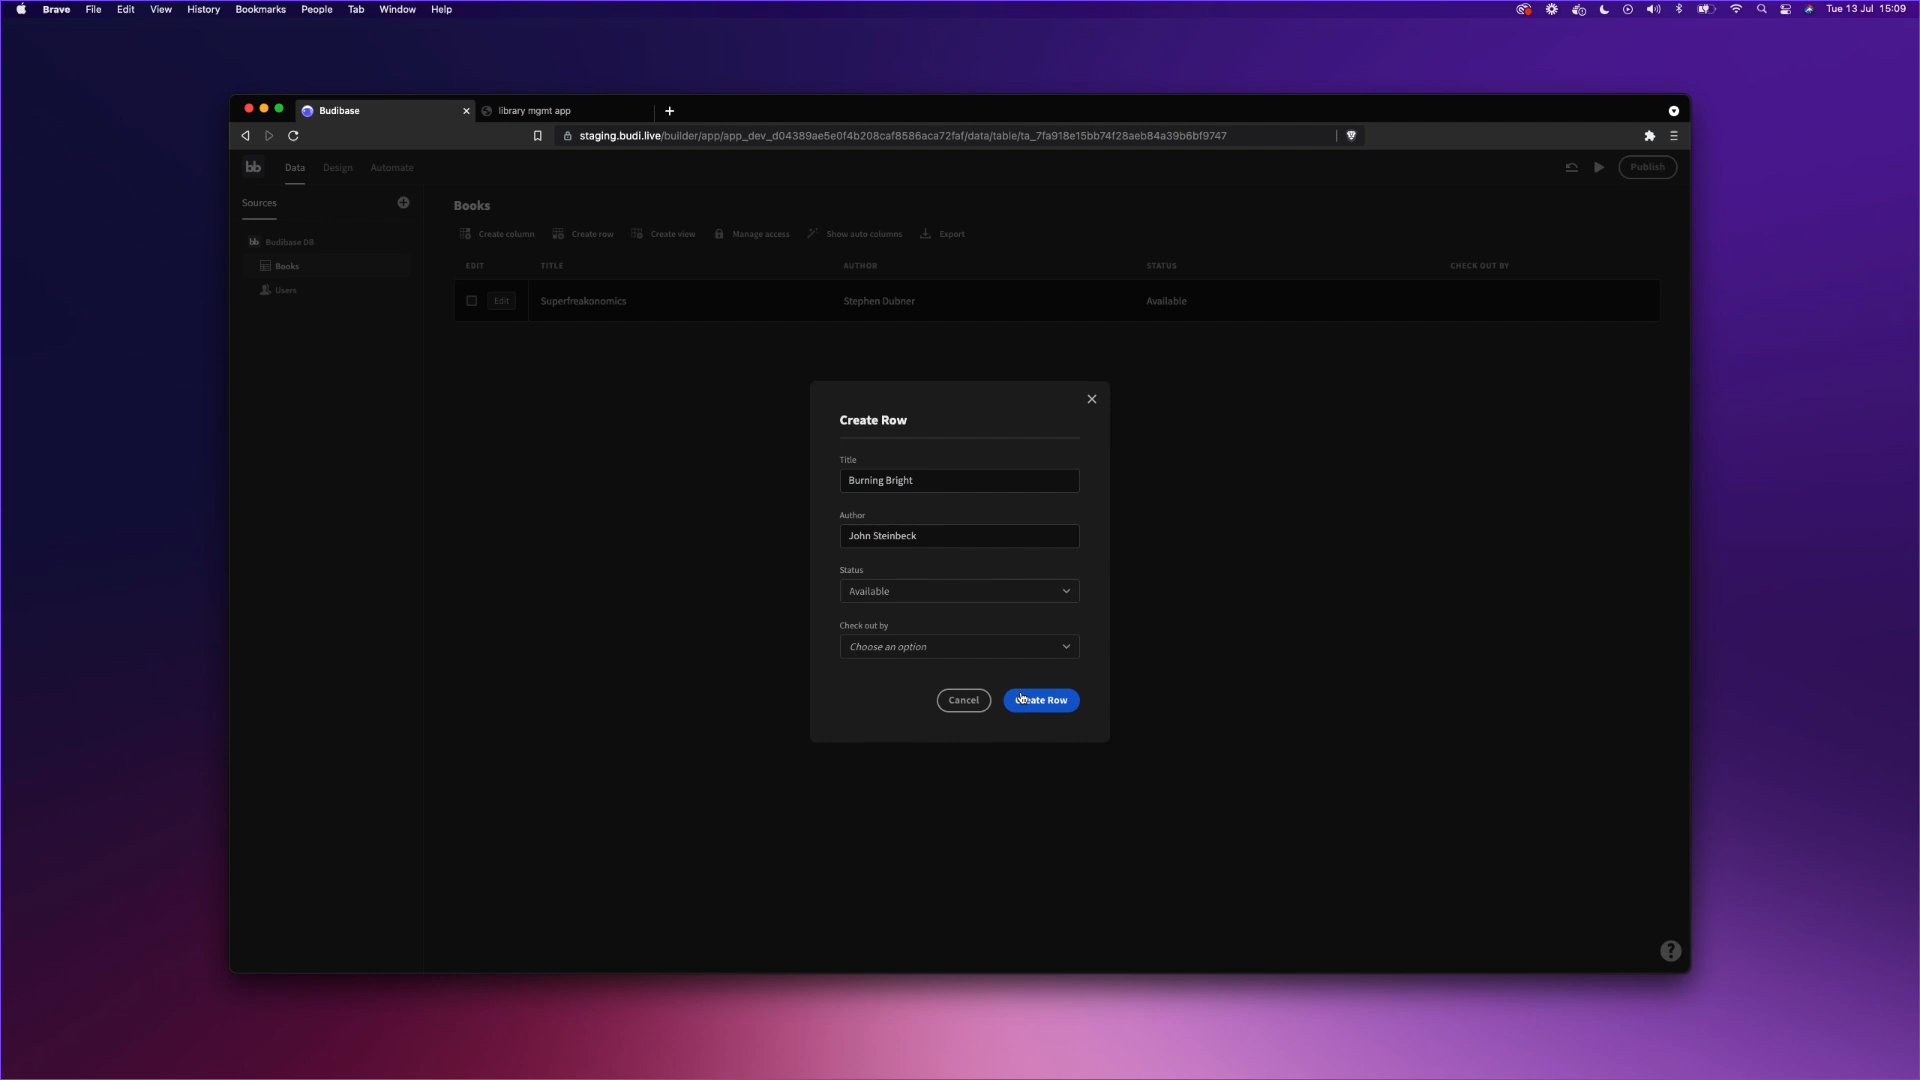 Brave File Edit View History Bookmarks People Tab Window Help Tue 13 Jul 15:09
Budibase library mgmt app
staging.budi.live/builder/app/app_dev_d04389ae5e0f4b208caf8586aca72faf/data/table/ta_7fa918e15bb74f28aeb84a39b6bf9747
bb Data Design Automate Publish
Sources
Books
Create column Create row Create view Manage access Show auto columns Export
bb Budibase DB
Books
Users
EDIT TITLE AUTHOR STATUS CHECK OUT BY
Edit Superfreakonomics Stephen Dubner Available
Create Row
Title
Burning Bright
Author
John Steinbeck
Status
Available
Check out by
Choose an option
Cancel Create Row
?